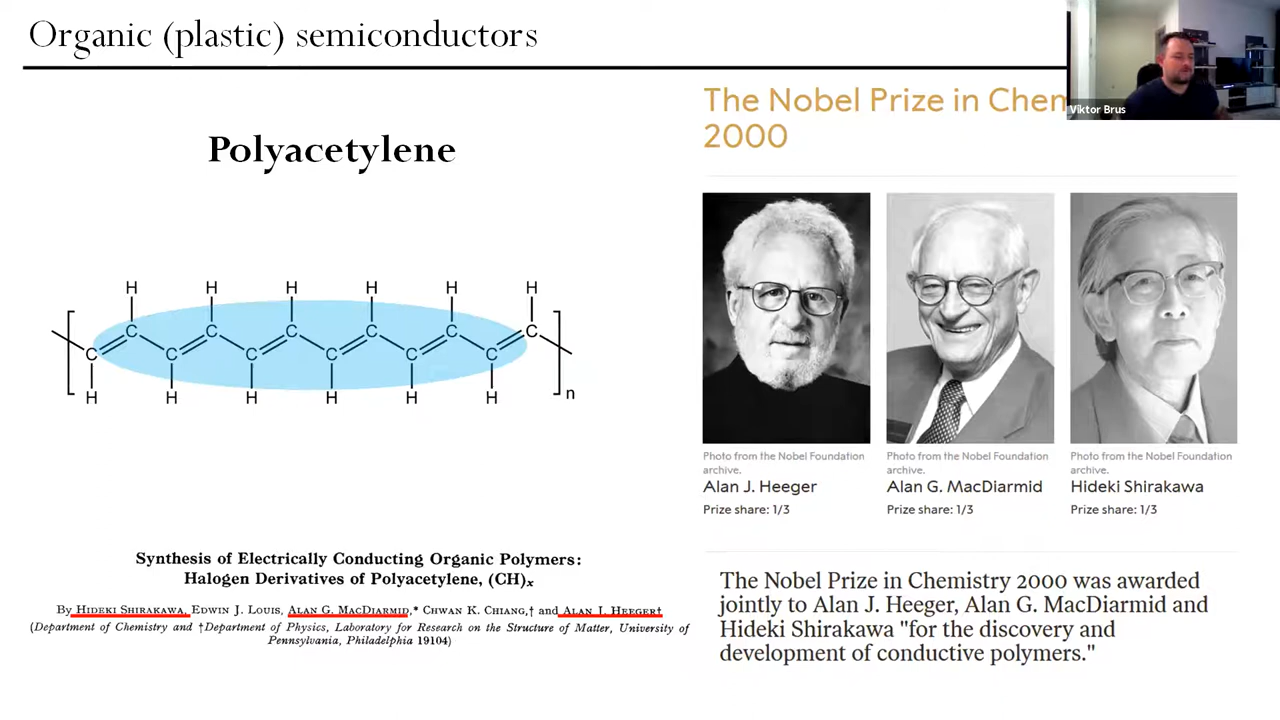 Organic (plastic) semiconductors
Viktor Brus
Polyacetylene
H H H H H H
C C C C C C
C C C C C C
n
H H H H H H
Synthesis of Electrically Conducting Organic Polymers:
Halogen Derivatives of Polyacetylene, (CH)x
By HIDEKI SHIRAKAWA, EDWIN J. LOUIS, ALAN G. MACDIARMID,* CHWAN K. CHIANG,† and ALAN J. HEEGER†
(Department of Chemistry and †Department of Physics, Laboratory for Research on the Structure of Matter, University of
Pennsylvania, Philadelphia 19104)
The Nobel Prize in Chem
2000
Photo from the Nobel Foundation
archive.
Alan J. Heeger
Prize share: 1/3
Photo from the Nobel Foundation
archive.
Alan G. MacDiarmid
Prize share: 1/3
Photo from the Nobel Foundation
archive.
Hideki Shirakawa
Prize share: 1/3
The Nobel Prize in Chemistry 2000 was awarded
jointly to Alan J. Heeger, Alan G. MacDiarmid and
Hideki Shirakawa "for the discovery and
development of conductive polymers."